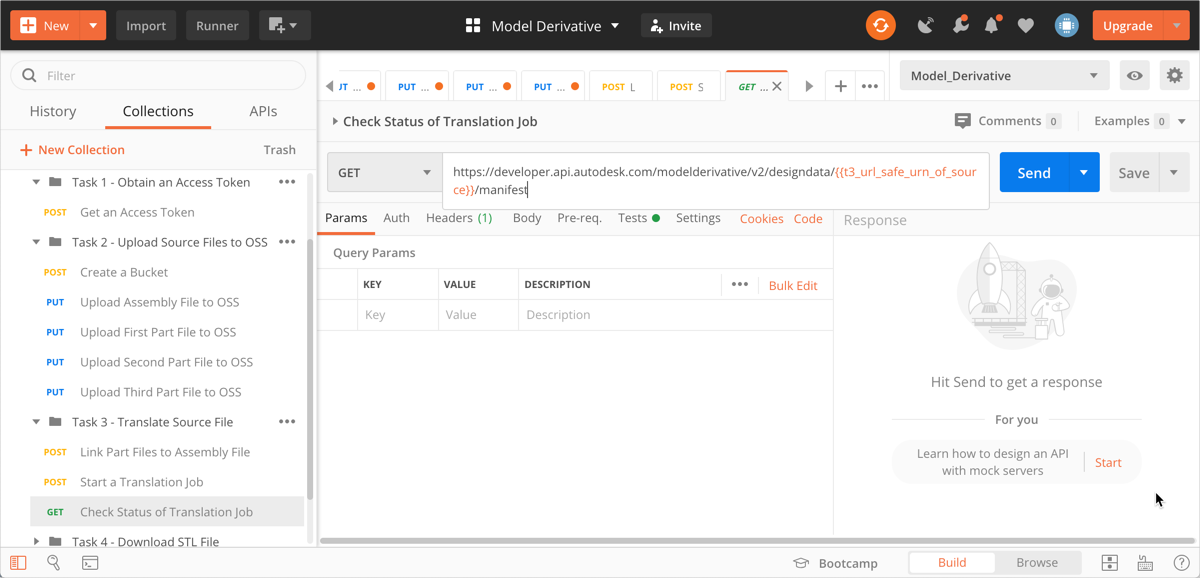 New
Import
Runner
Model Derivative
Invite
Upgrade
Filter
History
Collections
APIs
New Collection
Trash
Task 1 - Obtain an Access Token
POST Get an Access Token
Task 2 - Upload Source Files to OSS
POST Create a Bucket
PUT Upload Assembly File to OSS
PUT Upload First Part File to OSS
PUT Upload Second Part File to OSS
PUT Upload Third Part File to OSS
Task 3 - Translate Source File
POST Link Part Files to Assembly File
POST Start a Translation Job
GET Check Status of Translation Job
Task 4 - Download STL File
PUT ...
PUT ...
PUT ...
POST L
POST S
GET ...
Model_Derivative
Check Status of Translation Job
Comments 0
Examples 0
GET
https://developer.api.autodesk.com/modelderivative/v2/designdata/{{t3_url_safe_urn_of_sour
ce}}/manifest
Send
Save
Params
Auth
Headers (1)
Body
Pre-req.
Tests
Settings
Cookies
Code
Response
Query Params
KEY
VALUE
DESCRIPTION
Bulk Edit
Key
Value
Description
Hit Send to get a response
For you
Learn how to design an API
with mock servers
Start
Bootcamp
Build
Browse